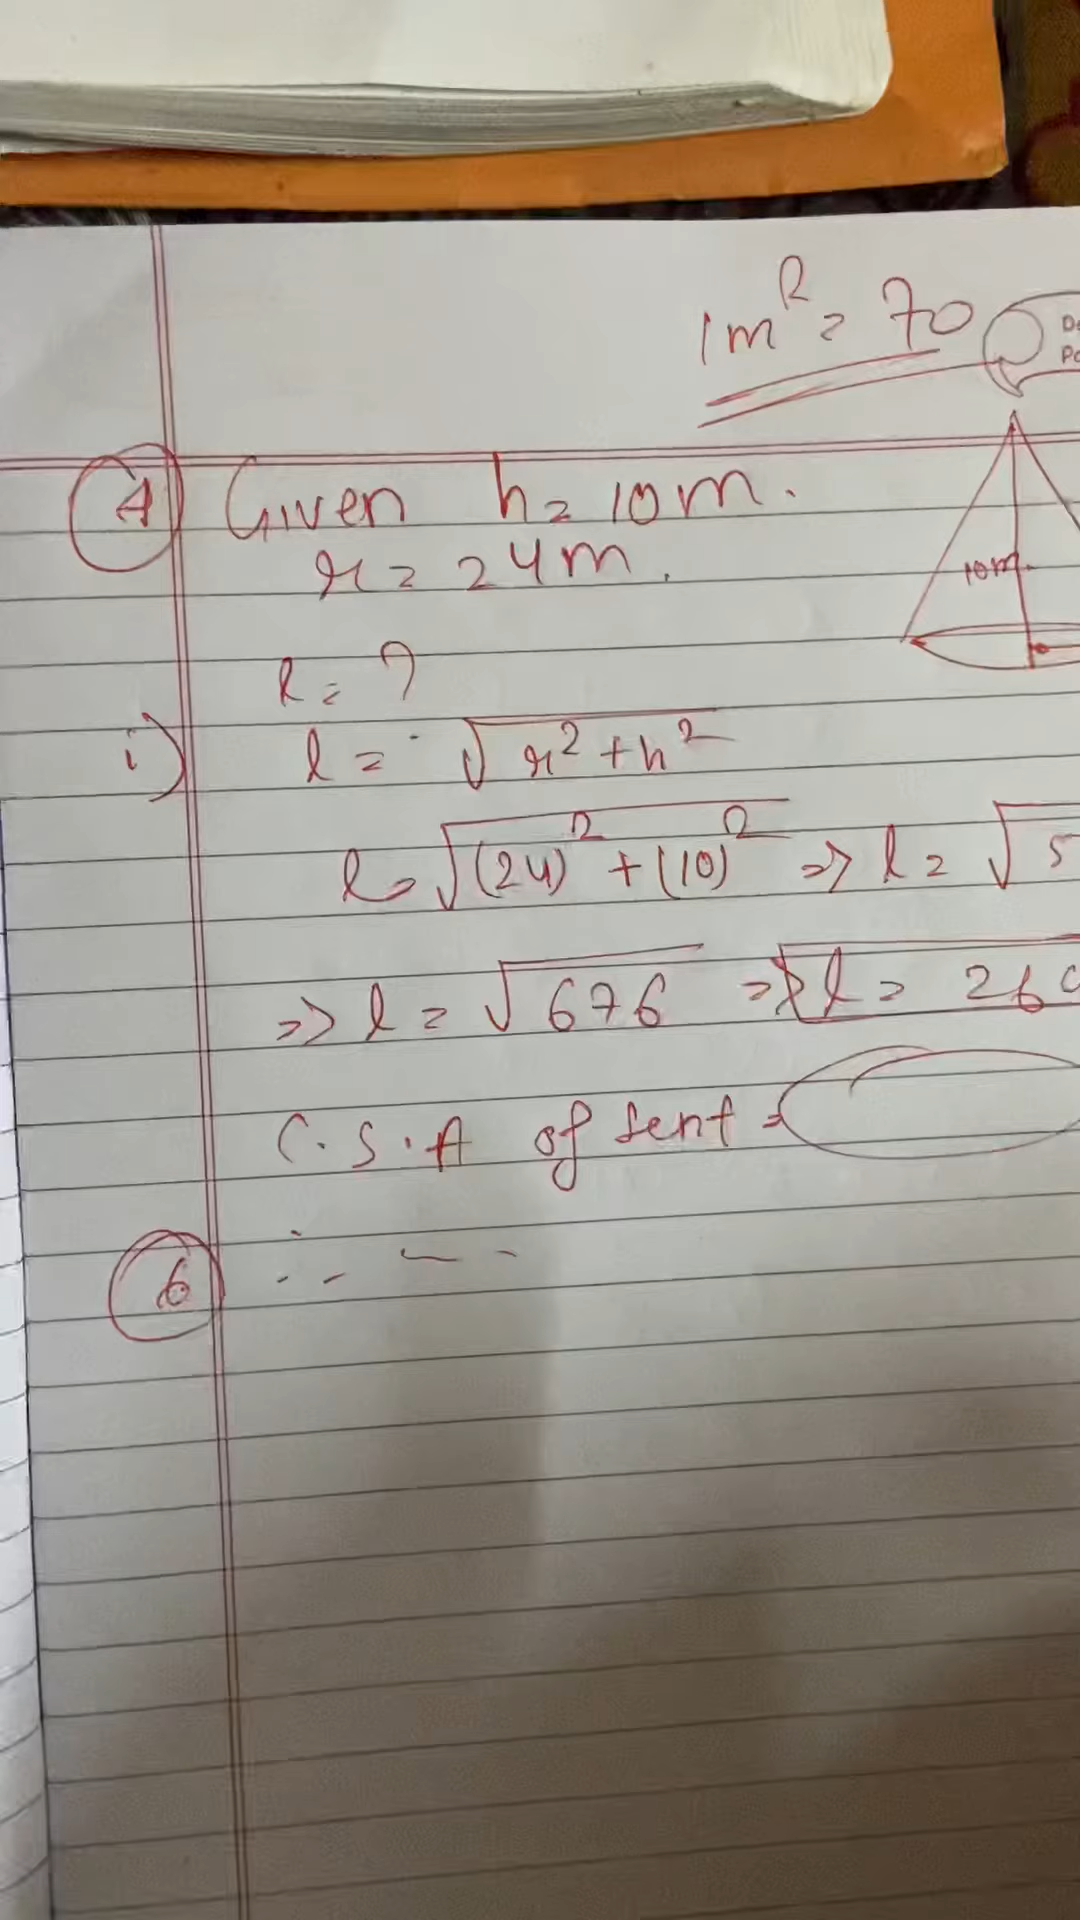 1m² = 70
4 Given h = 10m.
r = 24m.
10m.
l = ?
i) l = √r² + h²
l = √(24)² + (10)² => l = √5
=> l = √676 => l = 26
C.S.A of tent =
6 ∴ - - -